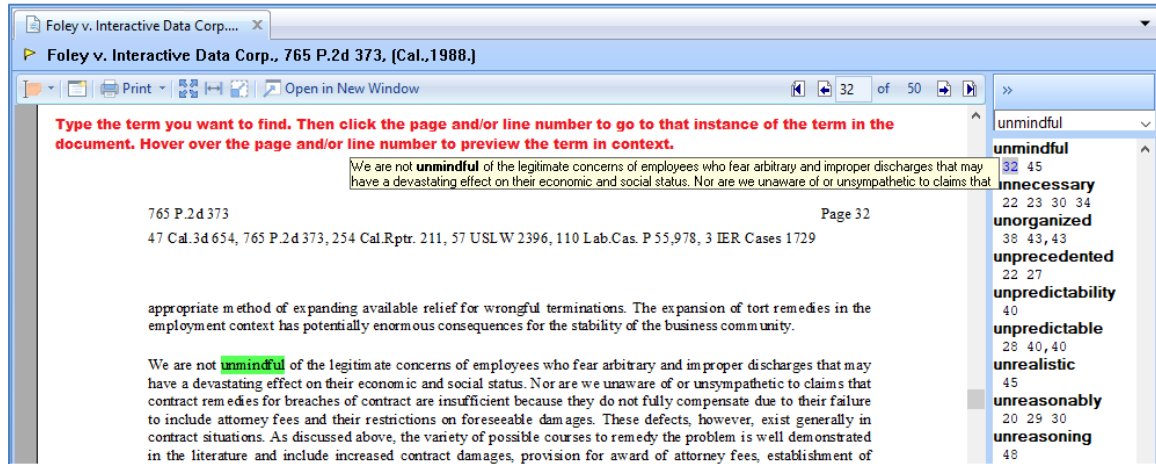 Foley v. Interactive Data Corp....
Foley v. Interactive Data Corp., 765 P.2d 373, (Cal.,1988.)
Print
Open in New Window
32 of 50
Type the term you want to find. Then click the page and/or line number to go to that instance of the term in the
document. Hover over the page and/or line number to preview the term in context.
We are not unmindful of the legitimate concerns of employees who fear arbitrary and improper discharges that may
have a devastating effect on their economic and social status. Nor are we unaware of or unsympathetic to claims that
765 P.2d 373 Page 32
47 Cal.3d 654, 765 P.2d 373, 254 Cal.Rptr. 211, 57 USLW 2396, 110 Lab.Cas. P 55,978, 3 IER Cases 1729
appropriate method of expanding available relief for wrongful terminations. The expansion of tort remedies in the
employment context has potentially enormous consequences for the stability of the business community.
We are not unmindful of the legitimate concerns of employees who fear arbitrary and improper discharges that may
have a devastating effect on their economic and social status. Nor are we unaware of or unsympathetic to claims that
contract remedies for breaches of contract are insufficient because they do not fully compensate due to their failure
to include attorney fees and their restrictions on foreseeable damages. These defects, however, exist generally in
contract situations. As discussed above, the variety of possible courses to remedy the problem is well demonstrated
in the literature and include increased contract damages, provision for award of attorney fees, establishment of
»
unmindful
unmindful
32 45
unnecessary
22 23 30 34
unorganized
38 43,43
unprecedented
22 27
unpredictability
40
unpredictable
28 40,40
unrealistic
45
unreasonably
20 29 30
unreasoning
48